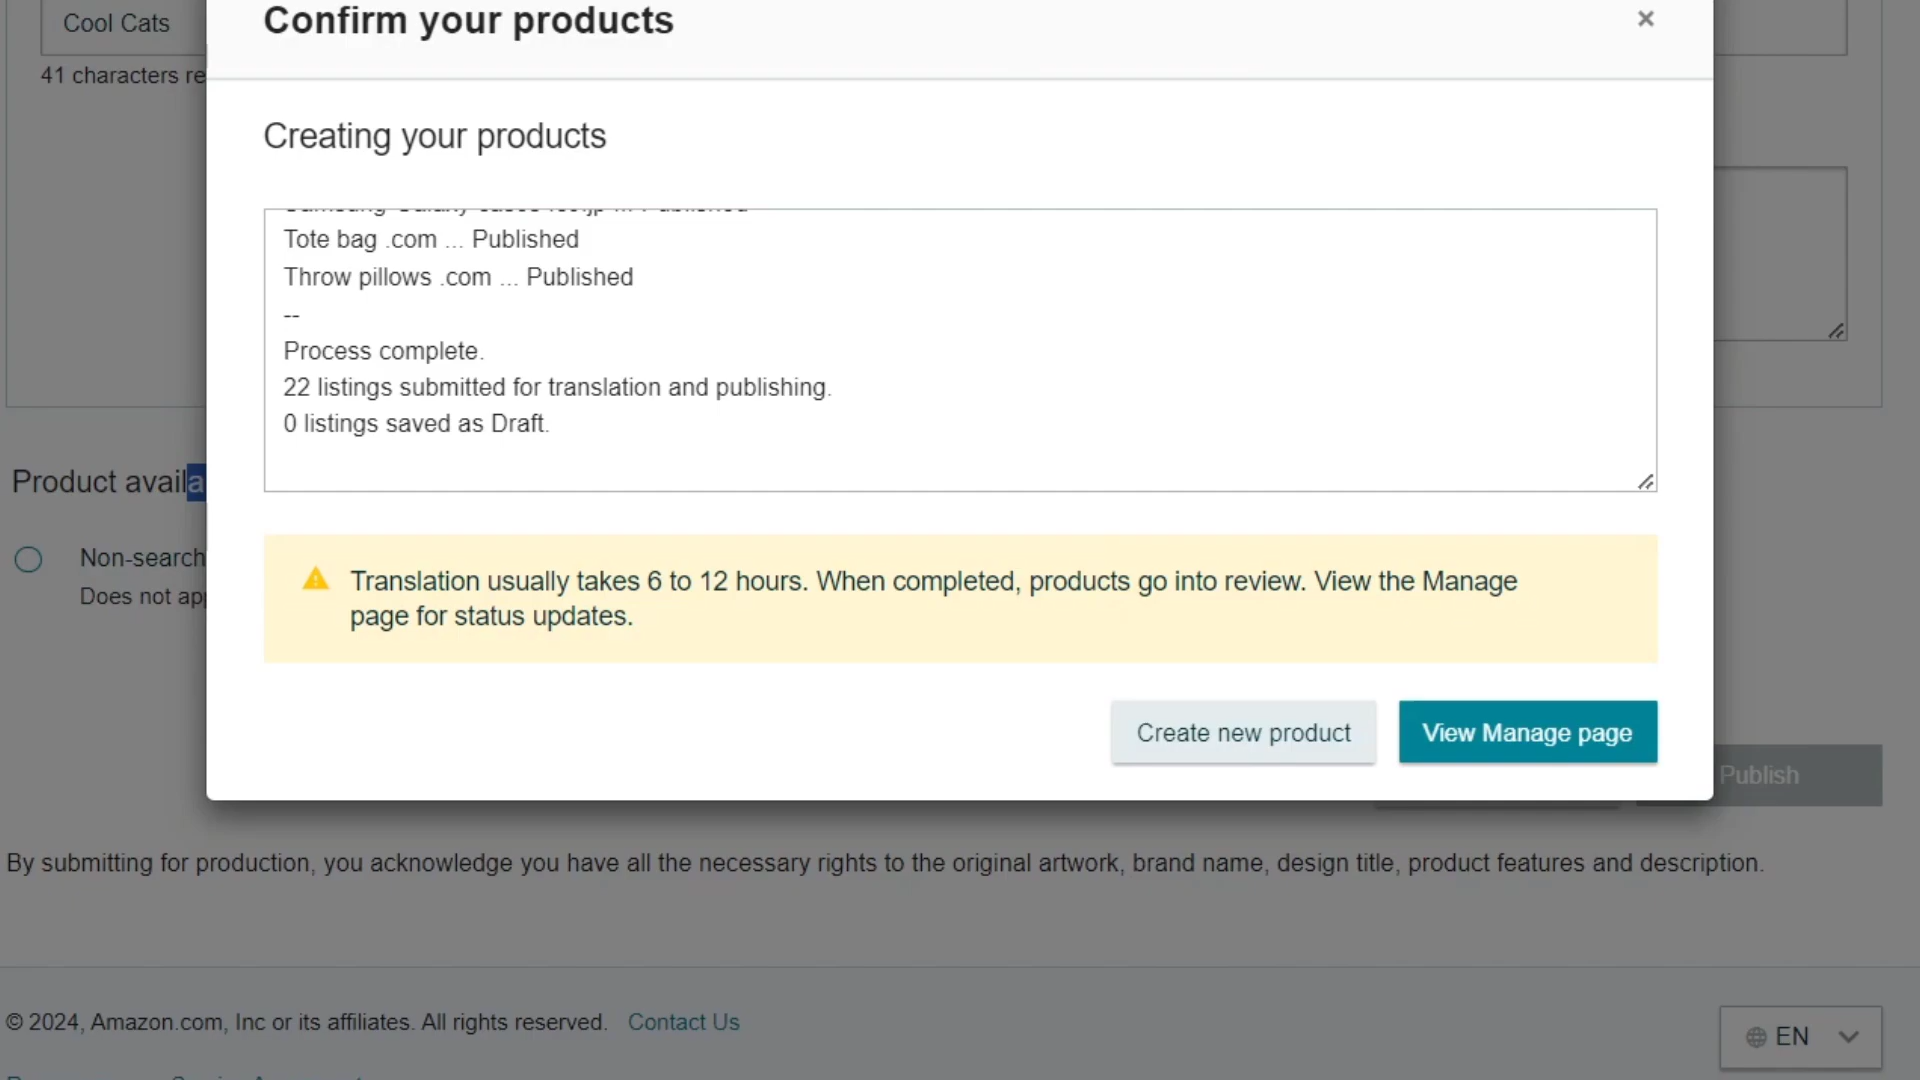 Confirm your products
×
Cool Cats
41 characters re
Creating your products
Tote bag .com ... Published
Throw pillows .com ... Published
--
Process complete.
22 listings submitted for translation and publishing.
0 listings saved as Draft.
Product availa
Non-search
Does not app
Translation usually takes 6 to 12 hours. When completed, products go into review. View the Manage
page for status updates.
Create new product
View Manage page
Publish
By submitting for production, you acknowledge you have all the necessary rights to the original artwork, brand name, design title, product features and description.
© 2024, Amazon.com, Inc or its affiliates. All rights reserved. Contact Us
EN